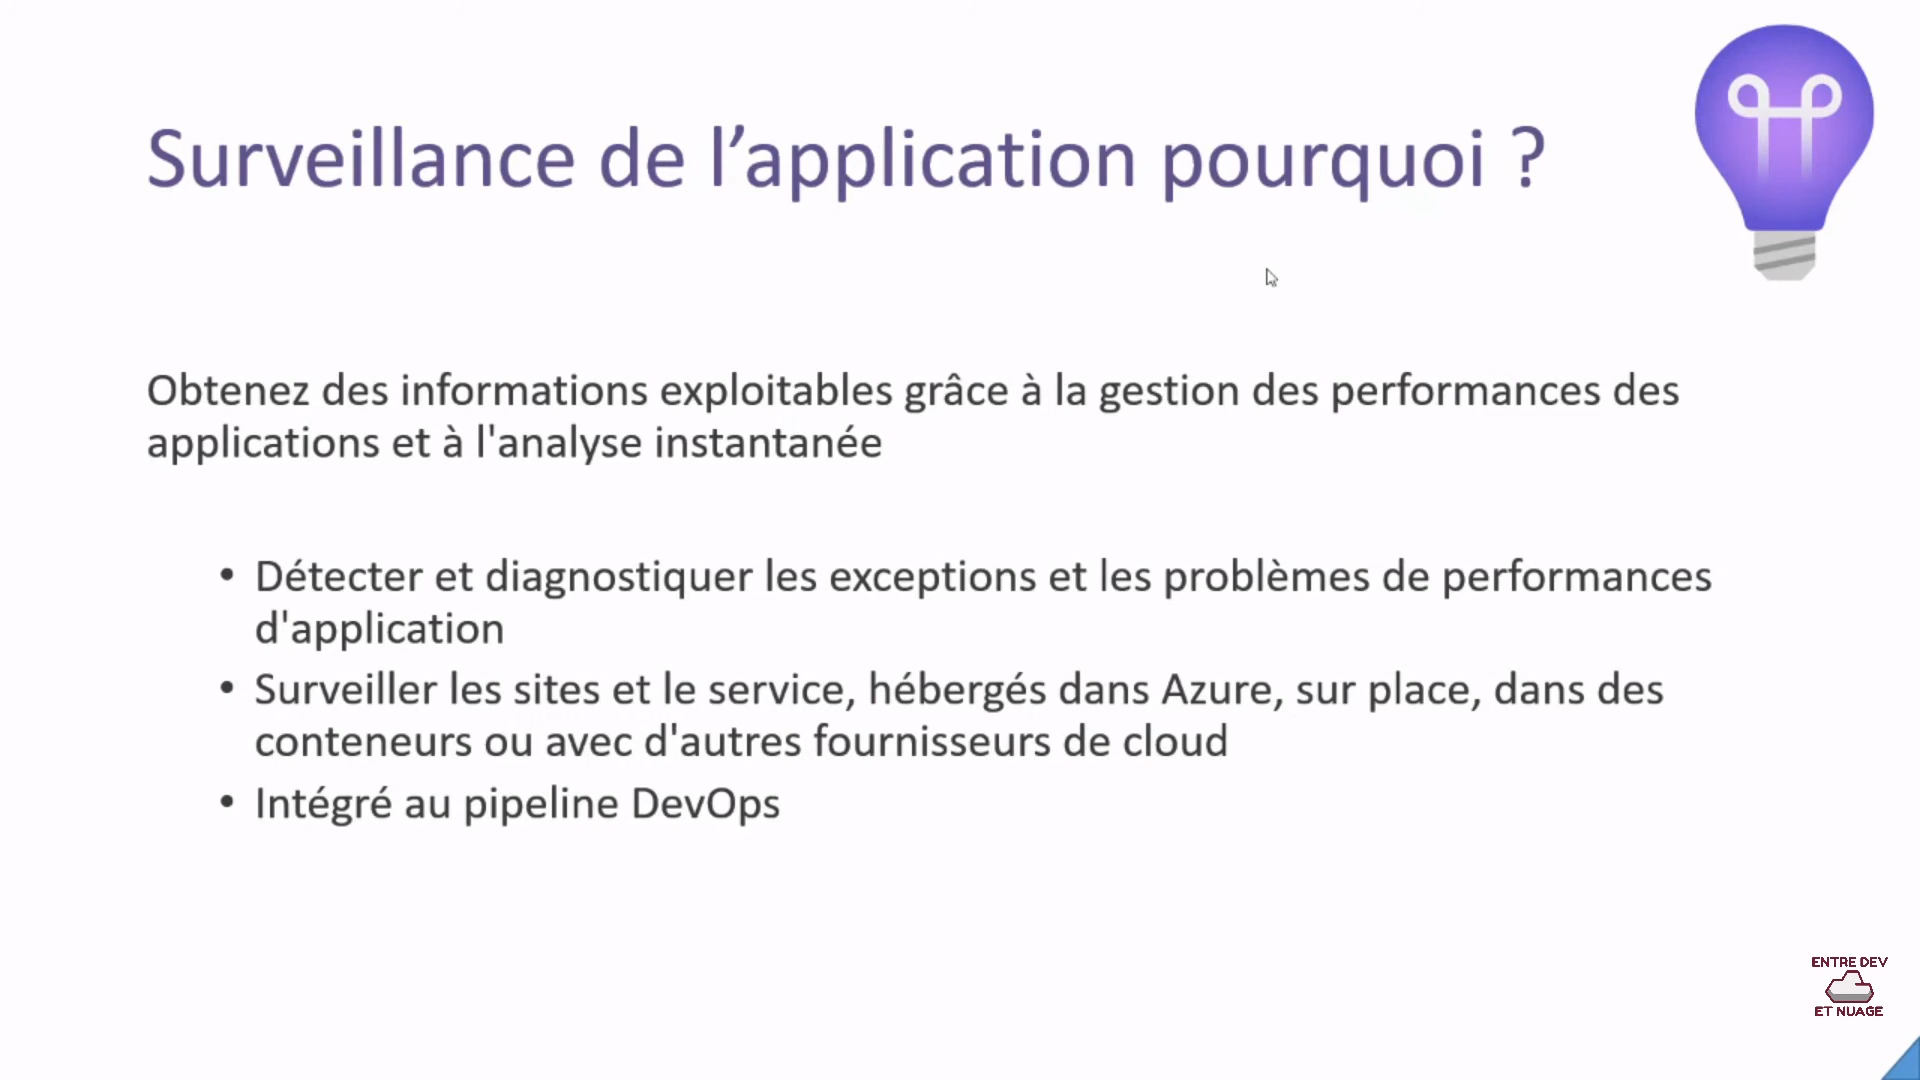 Surveillance de l’application pourquoi ?
Obtenez des informations exploitables grâce à la gestion des performances des
applications et à l'analyse instantanée
• Détecter et diagnostiquer les exceptions et les problèmes de performances
d'application
• Surveiller les sites et le service, hébergés dans Azure, sur place, dans des
conteneurs ou avec d'autres fournisseurs de cloud
• Intégré au pipeline DevOps
ENTRE DEV
ET NUAGE